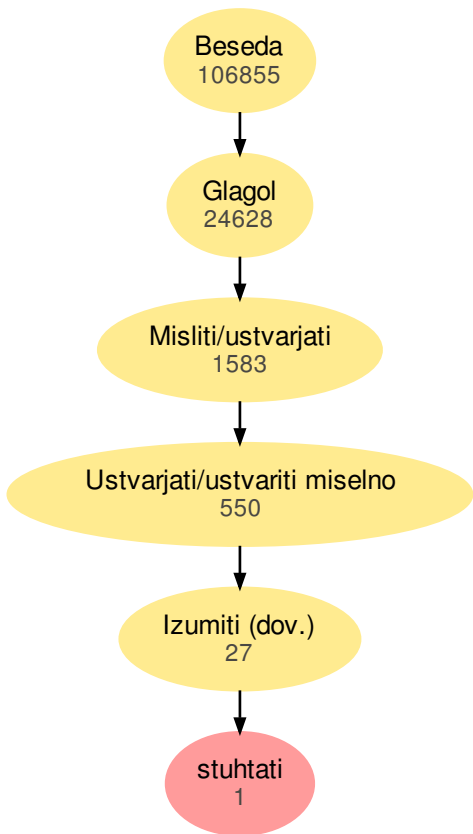 Beseda
106855
Glagol
24628
Misliti/ustvarjati
1583
Ustvarjati/ustvariti miselno
550
Izumiti (dov.)
27
stuhtati
1